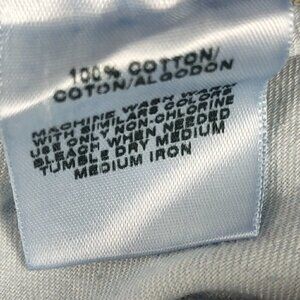 100% COTTON/
COTON/ALGODON
MACHINE WASH WARM
WITH SIMILAR COLORS
USE ONLY NON-CHLORINE
BLEACH WHEN NEEDED
TUMBLE DRY MEDIUM
MEDIUM IRON